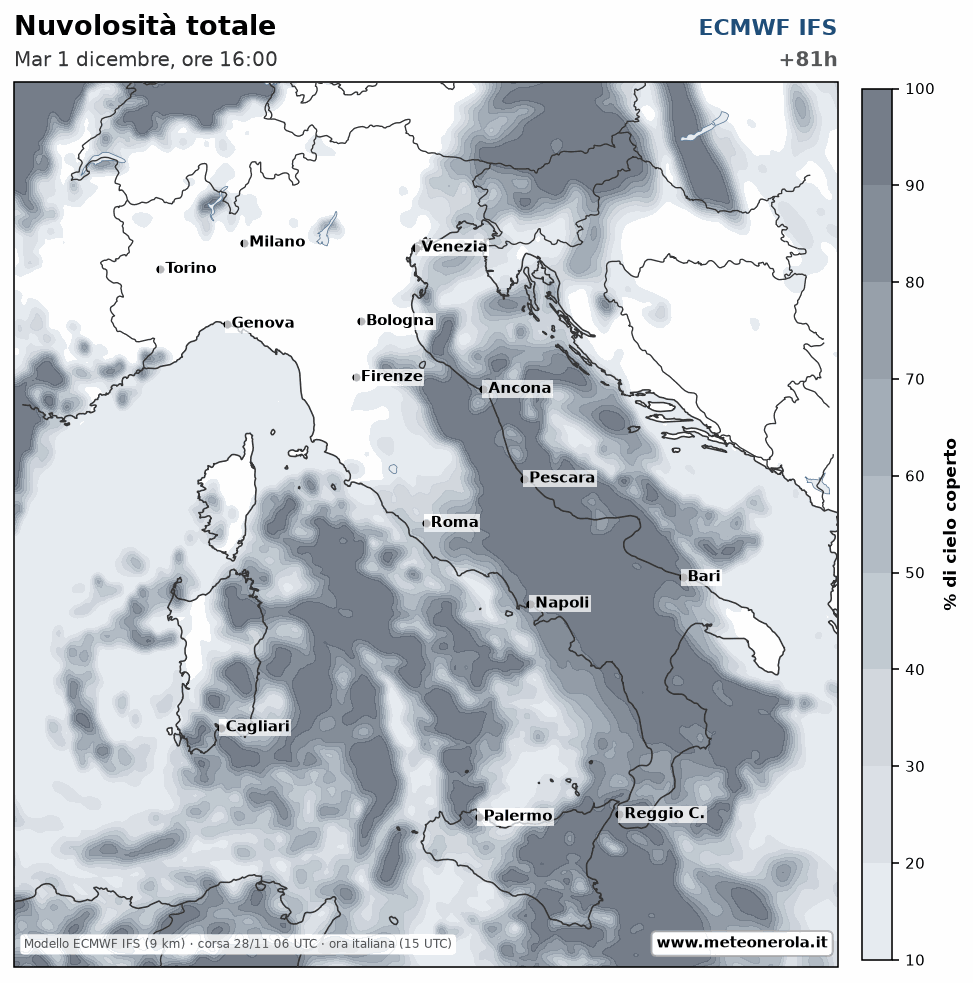 Nuvolosità totale
ECMWF IFS
Mar 1 dicembre, ore 16:00
+81h
100
90
80
70
60
50
40
30
20
10
% di cielo coperto
Milano
Venezia
Torino
Genova
Bologna
Firenze
Ancona
Pescara
Roma
Bari
Napoli
Cagliari
Palermo
Reggio C.
Modello ECMWF IFS (9 km) · corsa 28/11 06 UTC · ora italiana (15 UTC)
www.meteonerola.it